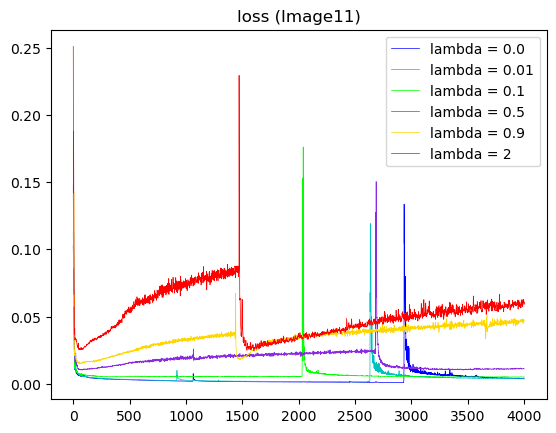 loss (Image11)
lambda = 0.0
lambda = 0.01
lambda = 0.1
lambda = 0.5
lambda = 0.9
lambda = 2
0.25
0.20
0.15
0.10
0.05
0.00
0 500 1000 1500 2000 2500 3000 3500 4000